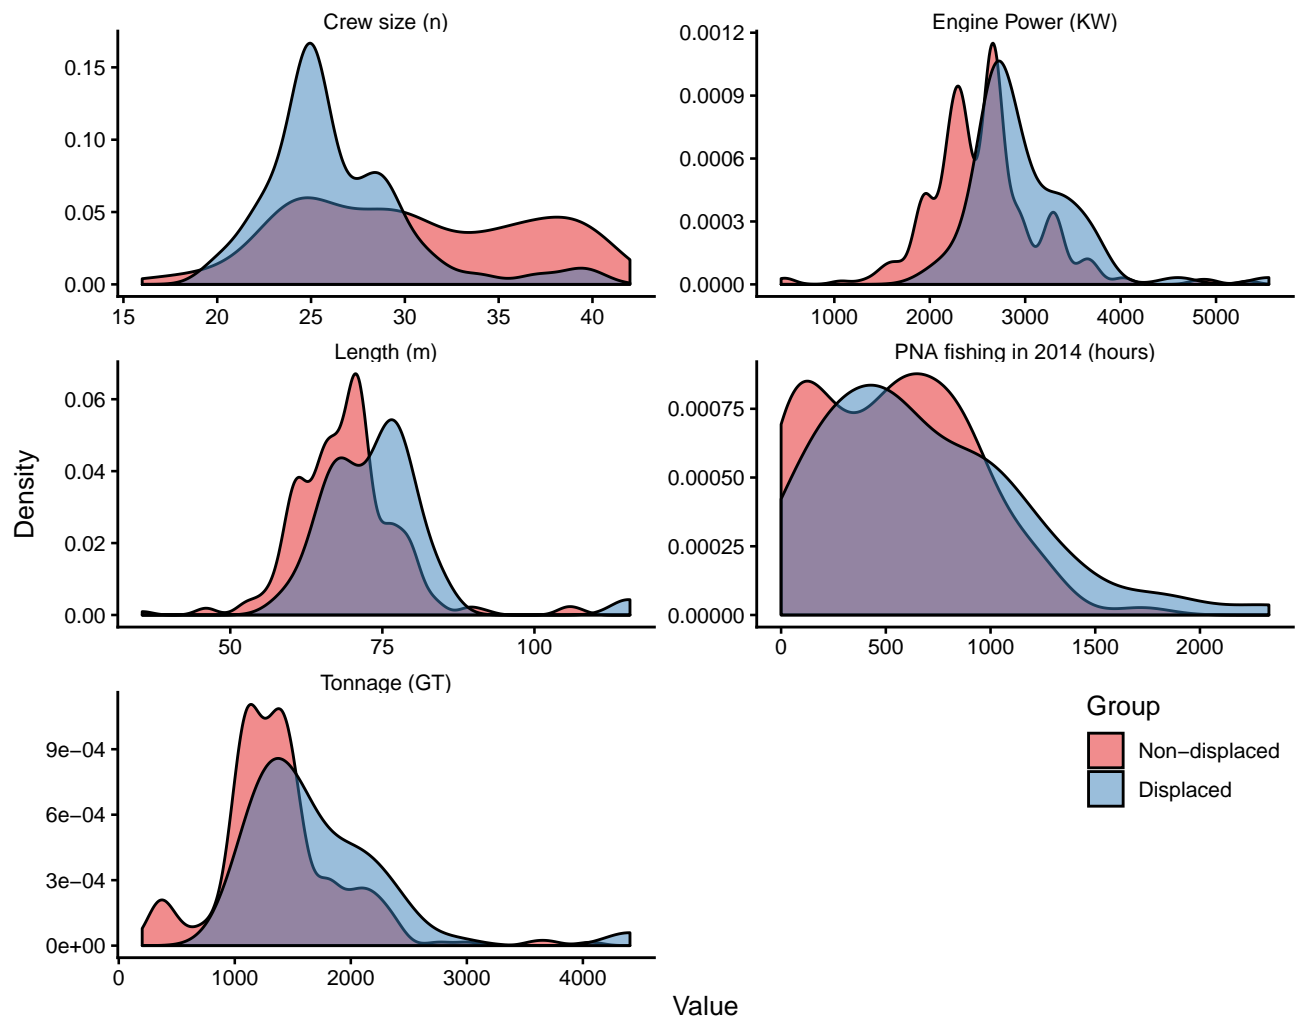 Crew size (n)
0.15
0.10
0.05
0.00
15 20 25 30 35 40
Engine Power (KW)
0.0012
0.0009
0.0006
0.0003
0.0000
1000 2000 3000 4000 5000
Length (m)
0.06
0.04
0.02
0.00
50 75 100
PNA fishing in 2014 (hours)
0.00075
0.00050
0.00025
0.00000
0 500 1000 1500 2000
Tonnage (GT)
9e−04
6e−04
3e−04
0e+00
0 1000 2000 3000 4000
Density
Value
Group
Non−displaced
Displaced